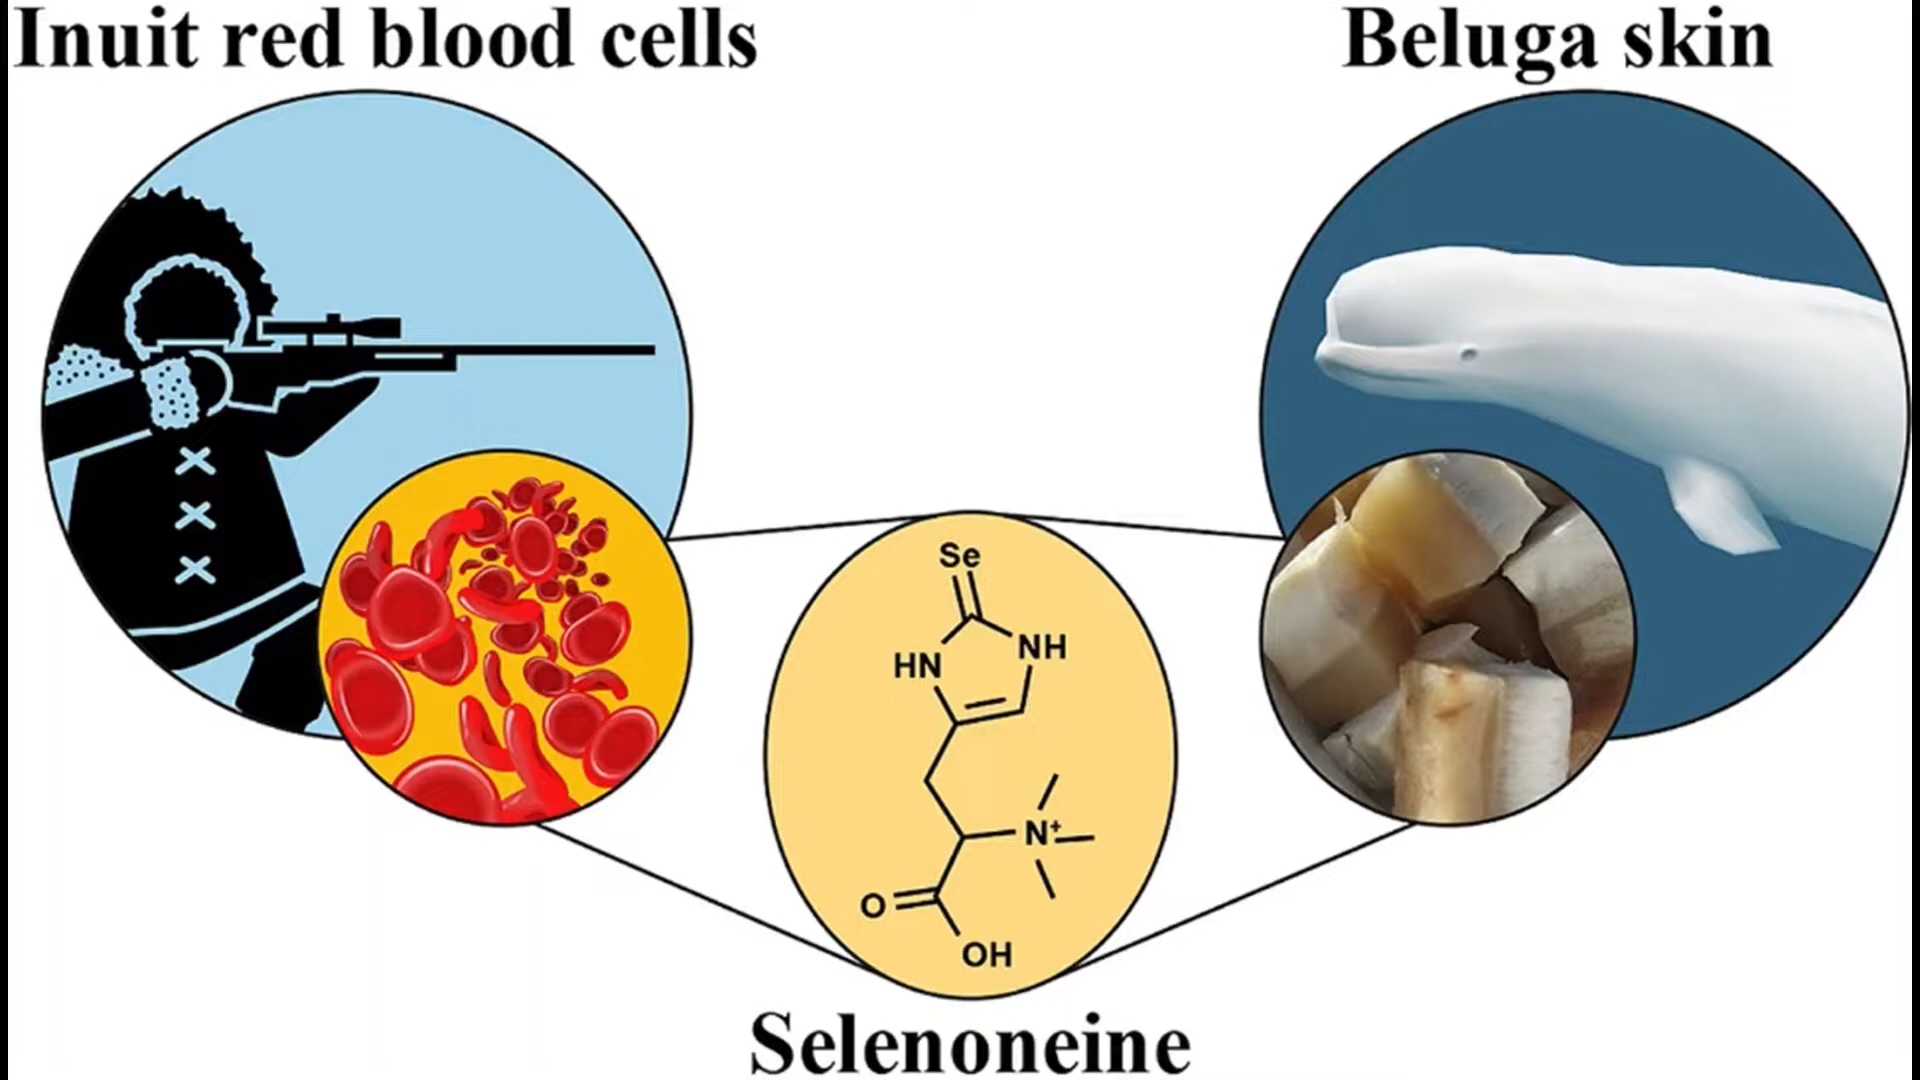 Inuit red blood cells
Beluga skin
Se
HN
NH
N+
O
OH
Selenoneine